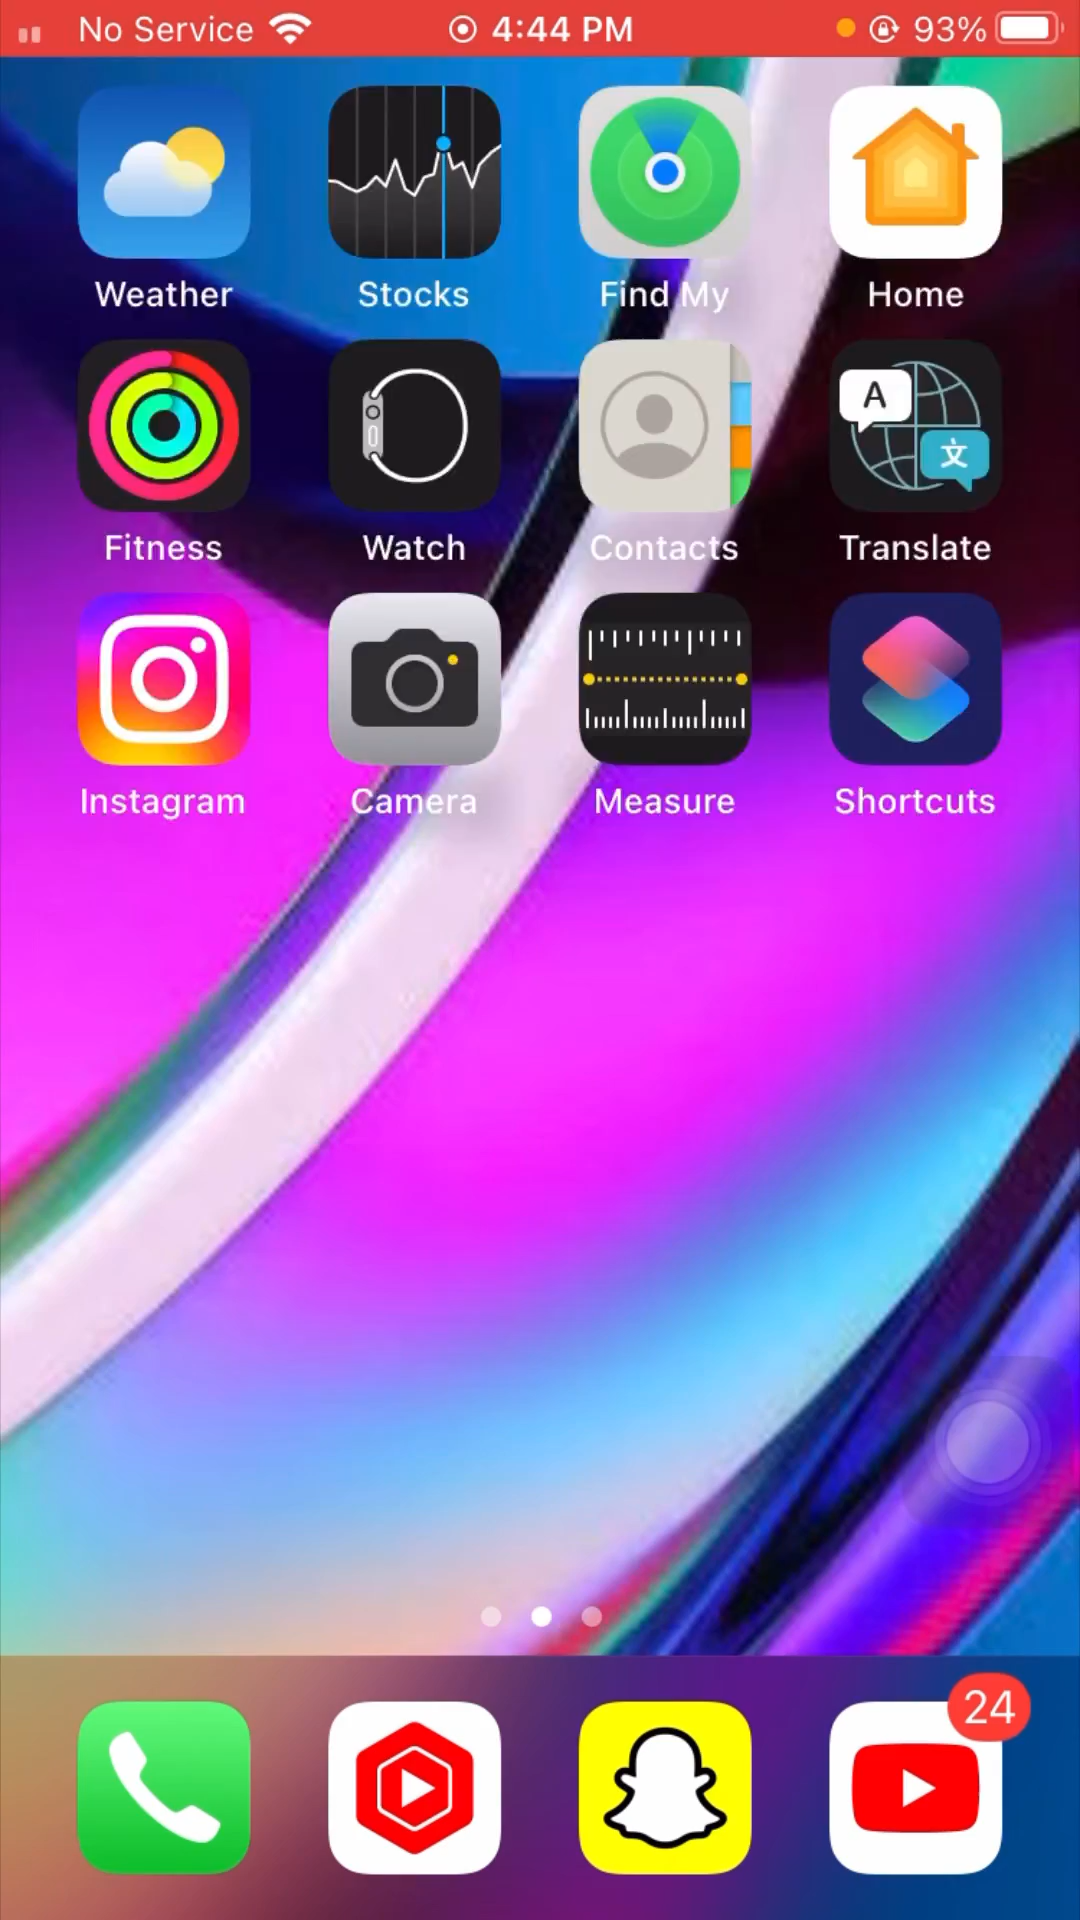 No Service 4:44 PM 93%
Weather Stocks Find My Home
A 文
Fitness Watch Contacts Translate
Instagram Camera Measure Shortcuts
24